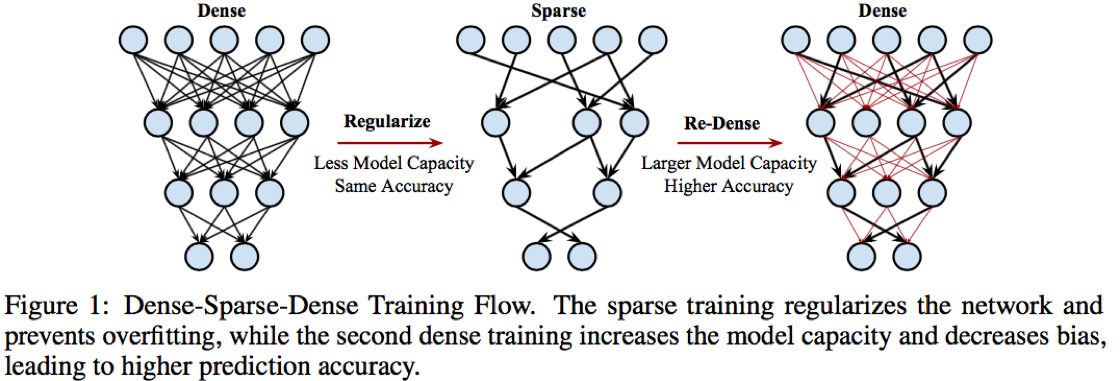 Dense
Sparse
Dense
Regularize
Less Model Capacity
Same Accuracy
Re-Dense
Larger Model Capacity
Higher Accuracy
Figure 1: Dense-Sparse-Dense Training Flow. The sparse training regularizes the network and
prevents overfitting, while the second dense training increases the model capacity and decreases bias,
leading to higher prediction accuracy.